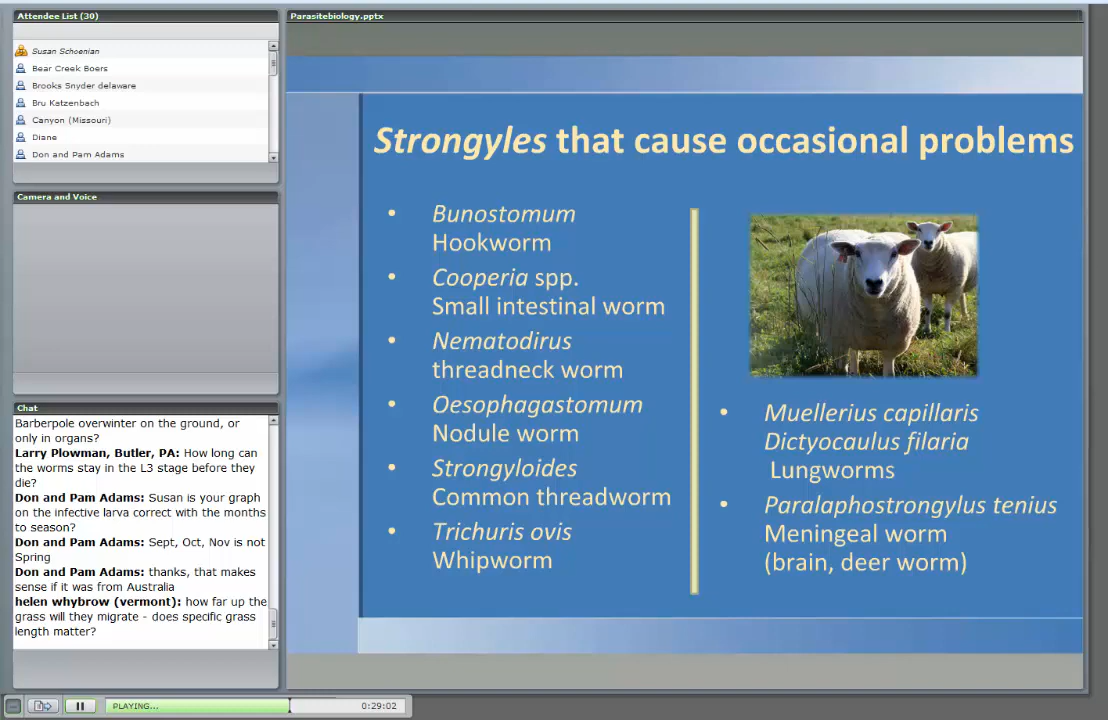 Attendee List (30)
Susan Schoenian
Bear Creek Boers
Brooks Snyder delaware
Bru Katzenbach
Canyon (Missouri)
Diane
Don and Pam Adams
Camera and Voice
Chat
Barberpole overwinter on the ground, or
only in organs?
Larry Plowman, Butler, PA: How long can
the worms stay in the L3 stage before they
die?
Don and Pam Adams: Susan is your graph
on the infective larva correct with the months
to season?
Don and Pam Adams: Sept, Oct, Nov is not
Spring
Don and Pam Adams: thanks, that makes
sense if it was from Australia
helen whybrow (vermont): how far up the
grass will they migrate - does specific grass
length matter?
Parasitebiology.pptx
Strongyles that cause occasional problems
• Bunostomum
Hookworm
• Cooperia spp.
Small intestinal worm
• Nematodirus
threadneck worm
• Oesophagastomum
Nodule worm
• Strongyloides
Common threadworm
• Trichuris ovis
Whipworm
• Muellerius capillaris
Dictyocaulus filaria
Lungworms
• Paralaphostrongylus tenius
Meningeal worm
(brain, deer worm)
PLAYING...
0:29:02